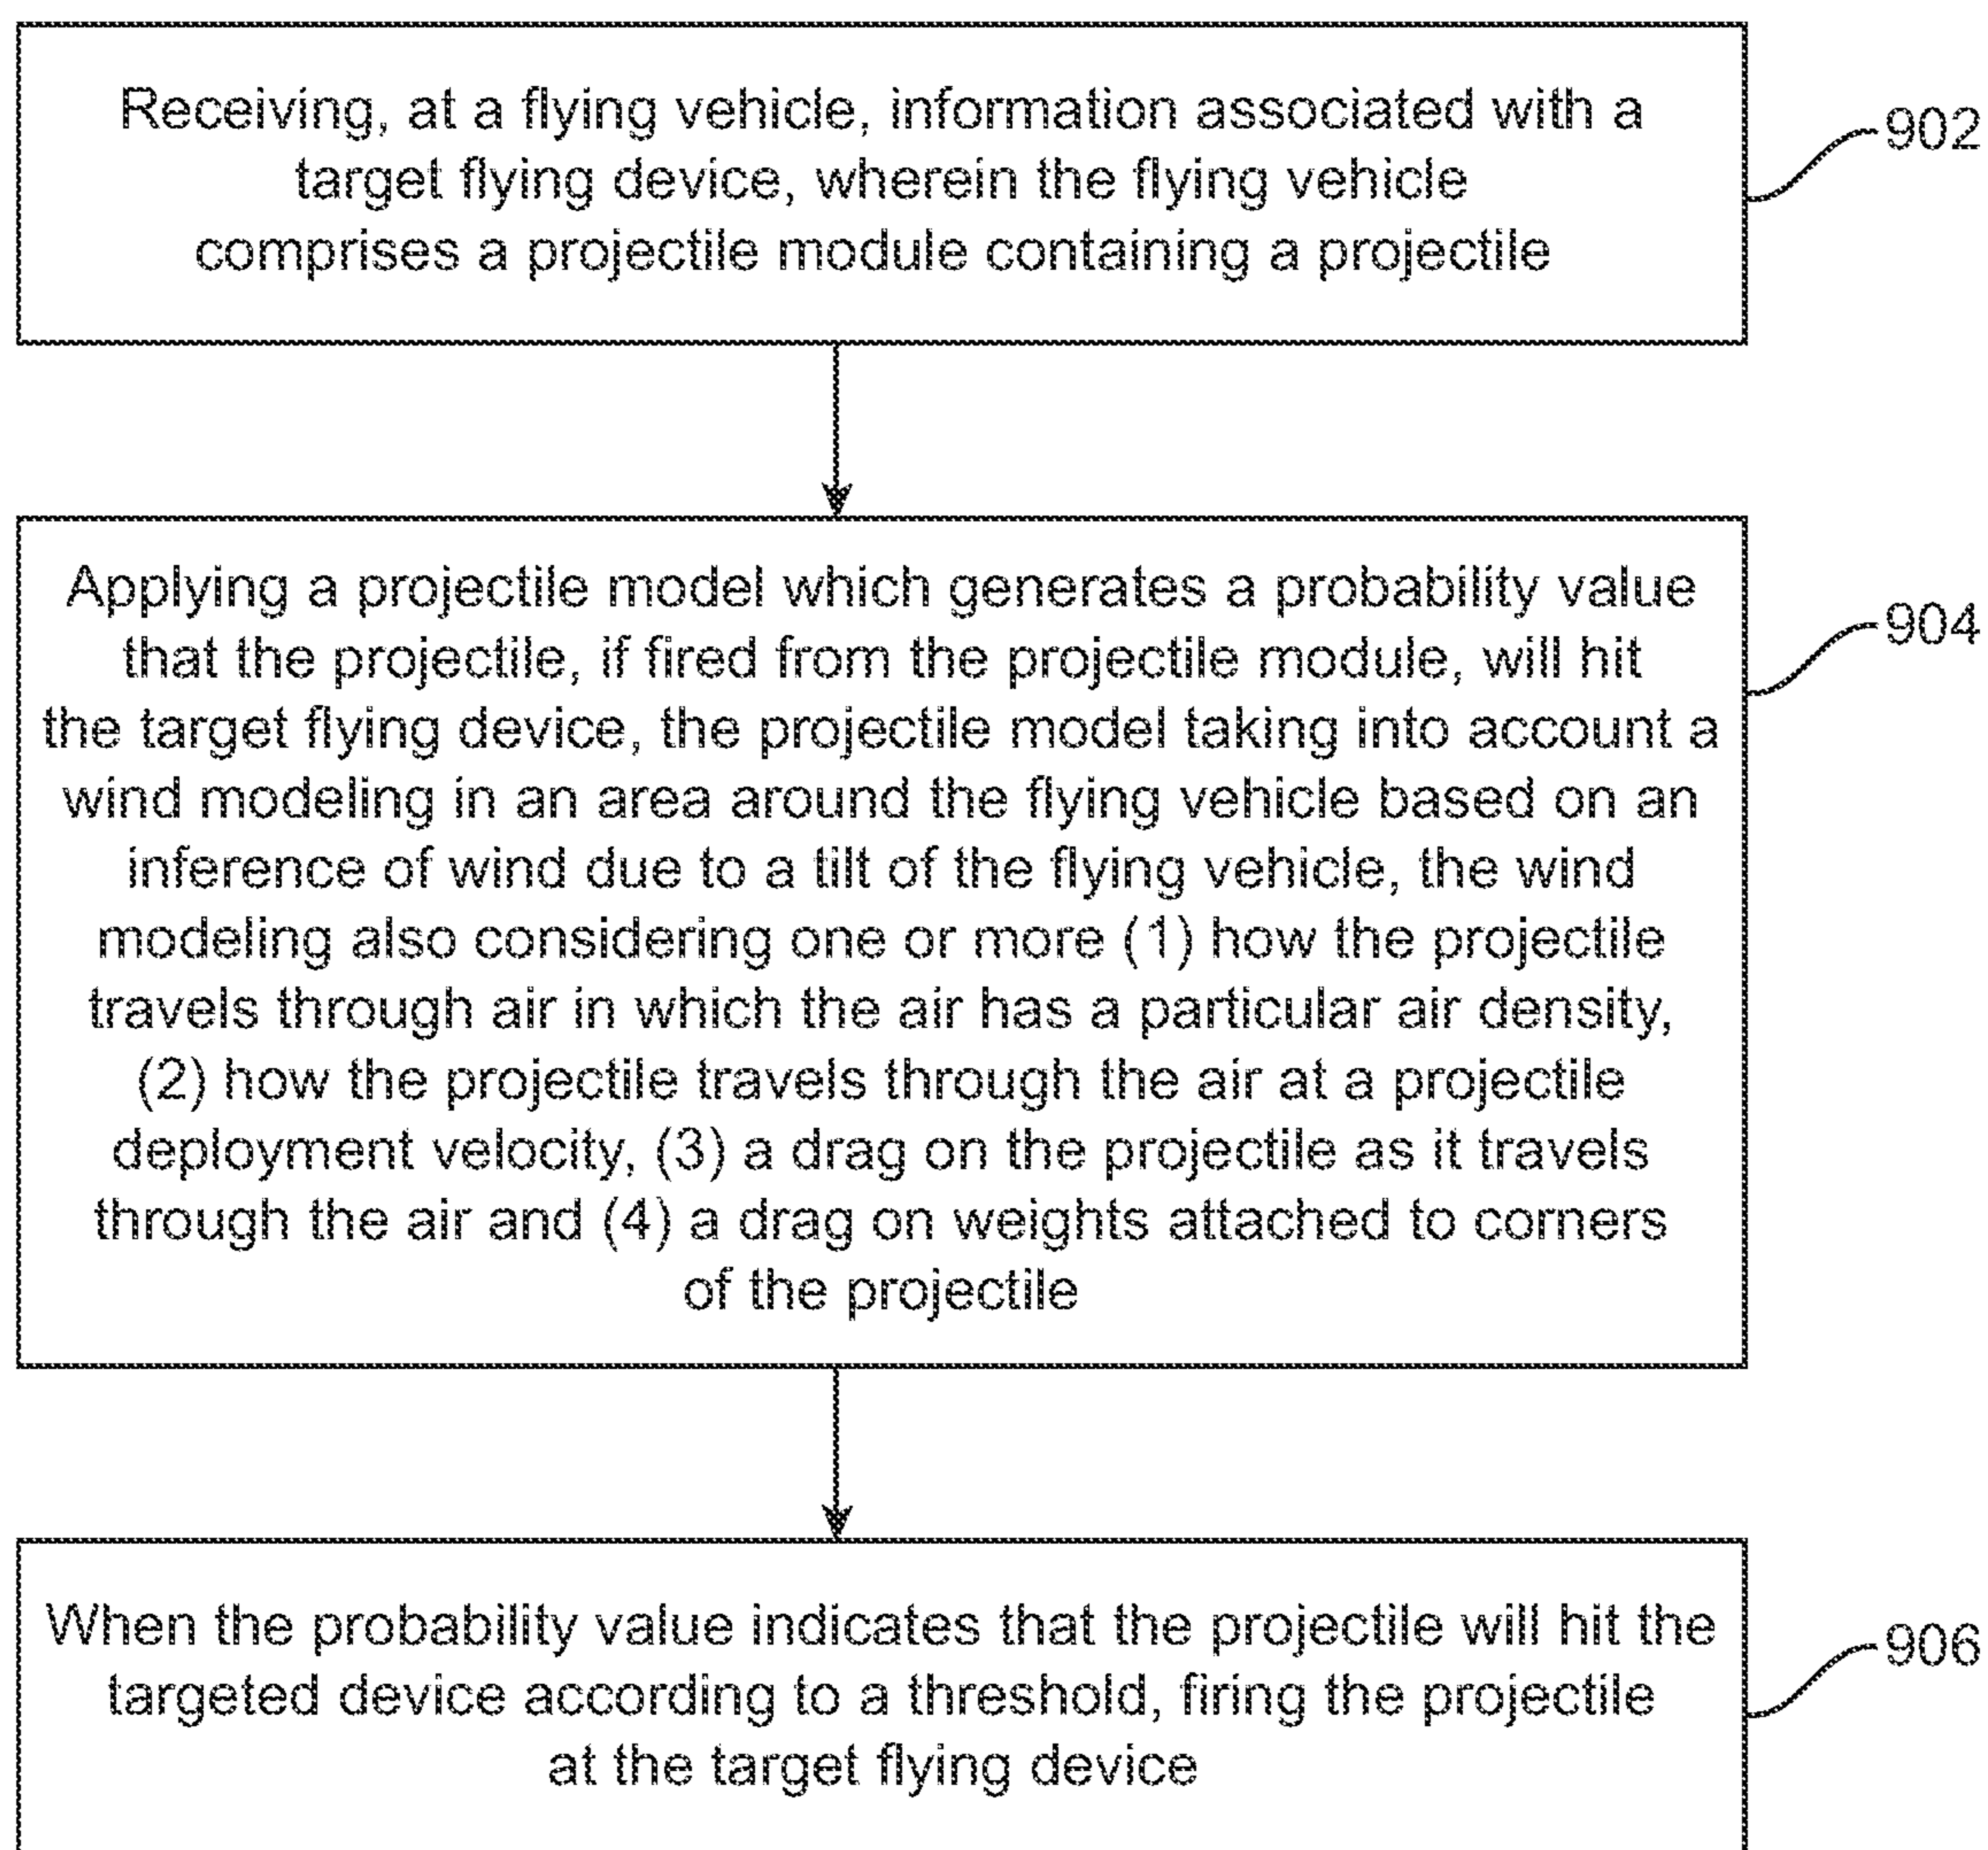 Receiving, at a flying vehicle, information associated with a
target flying device, wherein the flying vehicle
comprises a projectile module containing a projectile
902
Applying a projectile model which generates a probability value
that the projectile, if fired from the projectile module, will hit
the target flying device, the projectile model taking into account a
wind modeling in an area around the flying vehicle based on an
inference of wind due to a tilt of the flying vehicle, the wind
modeling also considering one or more (1) how the projectile
travels through air in which the air has a particular air density,
(2) how the projectile travels through the air at a projectile
deployment velocity, (3) a drag on the projectile as it travels
through the air and (4) a drag on weights attached to corners
of the projectile
904
When the probability value indicates that the projectile will hit the
targeted device according to a threshold, firing the projectile
at the target flying device
906